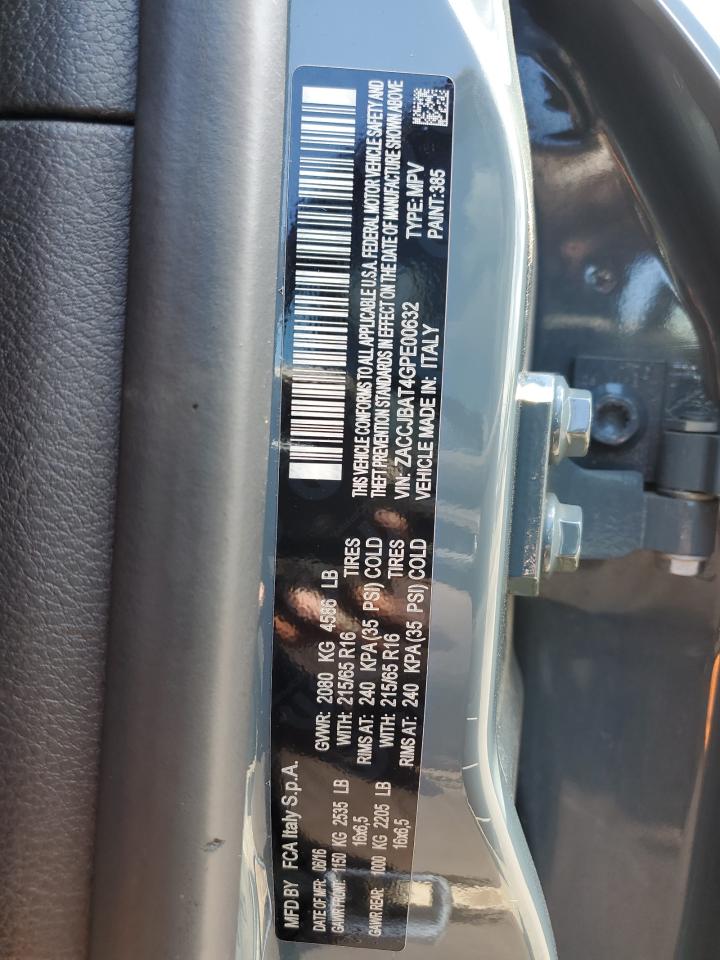 MFD BY FCA Italy S.p.A.
DATE OF MFR: 06/16 GVWR: 2080 KG 4586 LB
GAWR FRONT: 1150 KG 2535 LB WITH: 215/65 R16 TIRES
16x6,5 RIMS AT: 240 KPA(35 PSI) COLD
GAWR REAR: 1000 KG 2205 LB WITH: 215/65 R16 TIRES
16x6,5 RIMS AT: 240 KPA(35 PSI) COLD
THIS VEHICLE CONFORMS TO ALL APPLICABLE U.S.A. FEDERAL MOTOR VEHICLE SAFETY AND
THEFT PREVENTION STANDARDS IN EFFECT ON THE DATE OF MANUFACTURE SHOWN ABOVE
VIN: ZACCJBAT4GPE00632 TYPE: MPV
VEHICLE MADE IN: ITALY PAINT: 385